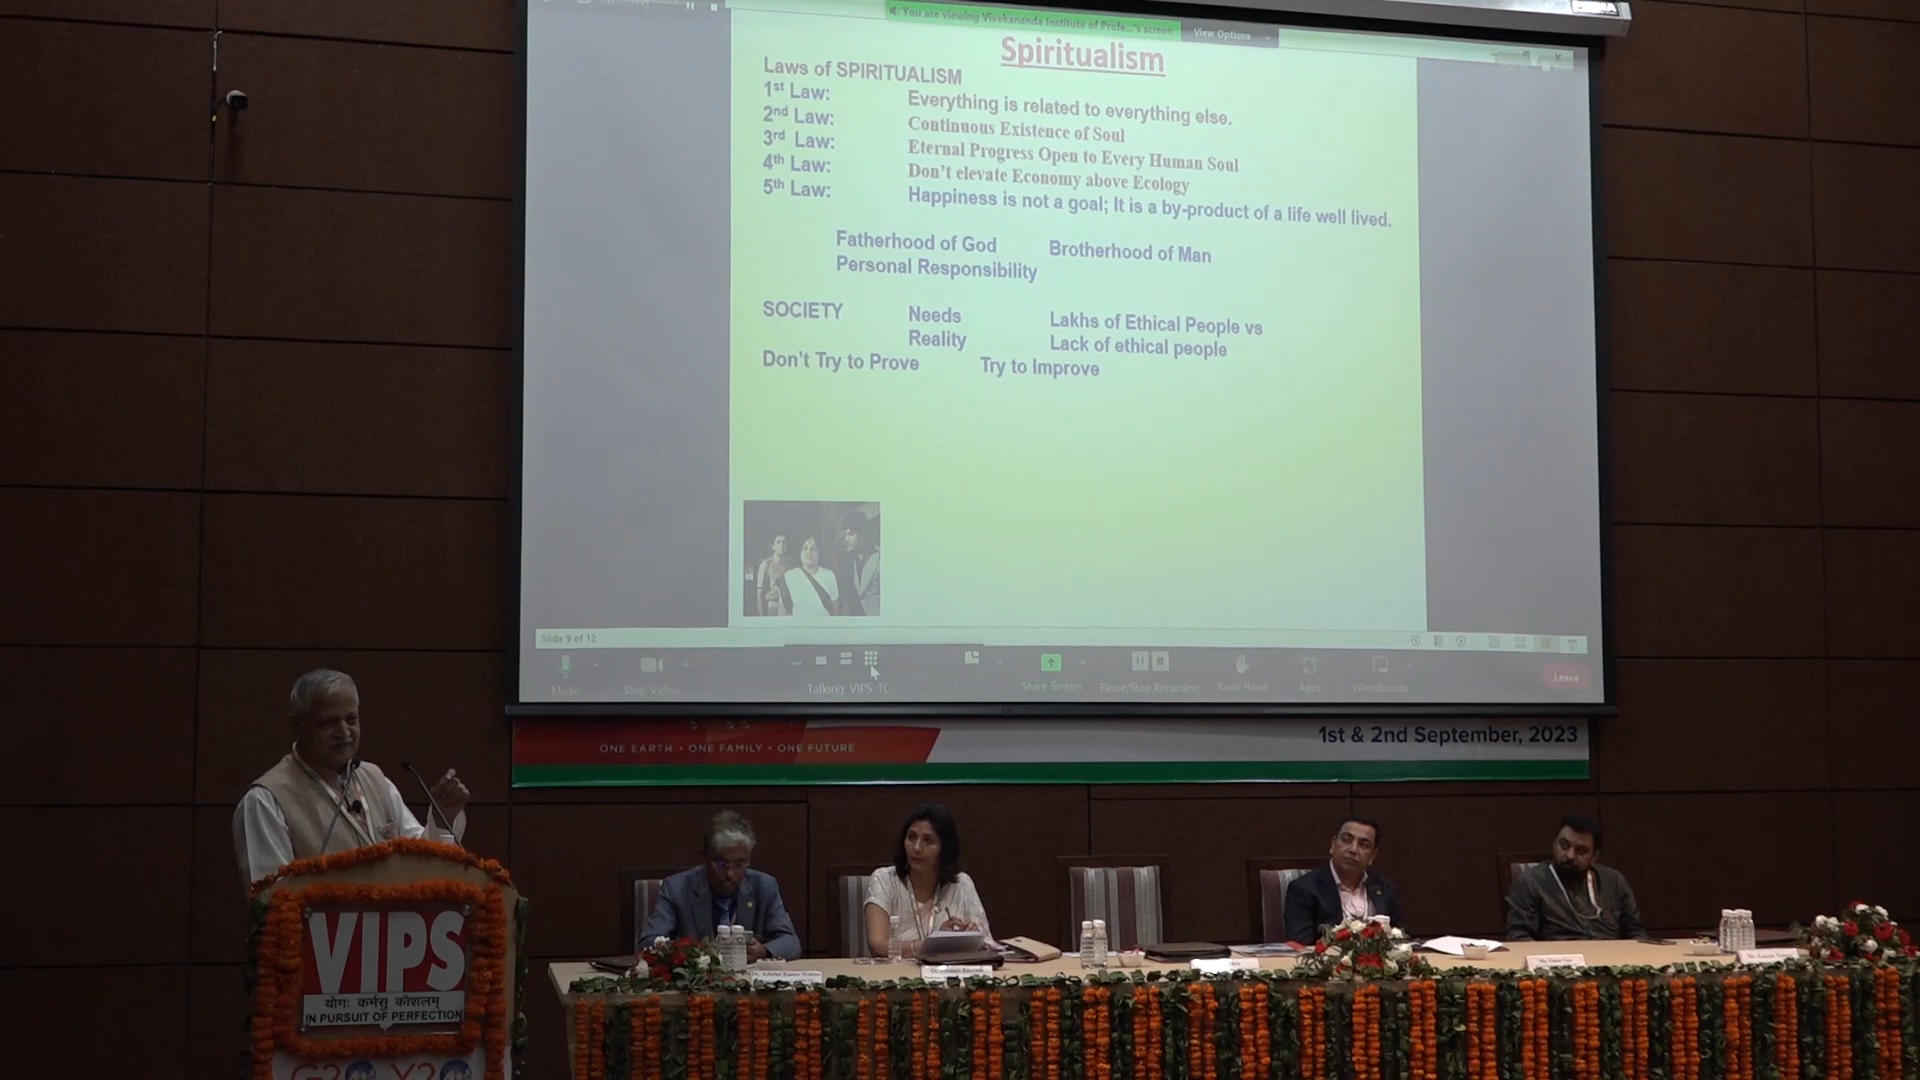 Recording
You are viewing Vivekananda Institute of Profe...'s screen
View Options
Spiritualism
Laws of SPIRITUALISM
1st Law: Everything is related to everything else.
2nd Law: Continuous Existence of Soul
3rd Law: Eternal Progress Open to Every Human Soul
4th Law: Don't elevate Economy above Ecology
5th Law: Happiness is not a goal; It is a by-product of a life well lived.
Fatherhood of God Brotherhood of Man
Personal Responsibility
SOCIETY Needs Lakhs of Ethical People vs
Reality Lack of ethical people
Don't Try to Prove Try to Improve
Slide 9 of 12
Mute Stop Video Talking: VIPS-TC Share Screen Pause/Stop Recording Raise Hand Apps Whiteboards Leave
ONE EARTH • ONE FAMILY • ONE FUTURE
1st & 2nd September, 2023
VIPS
योगः कर्मसु कौशलम्
IN PURSUIT OF PERFECTION
G20 Y20